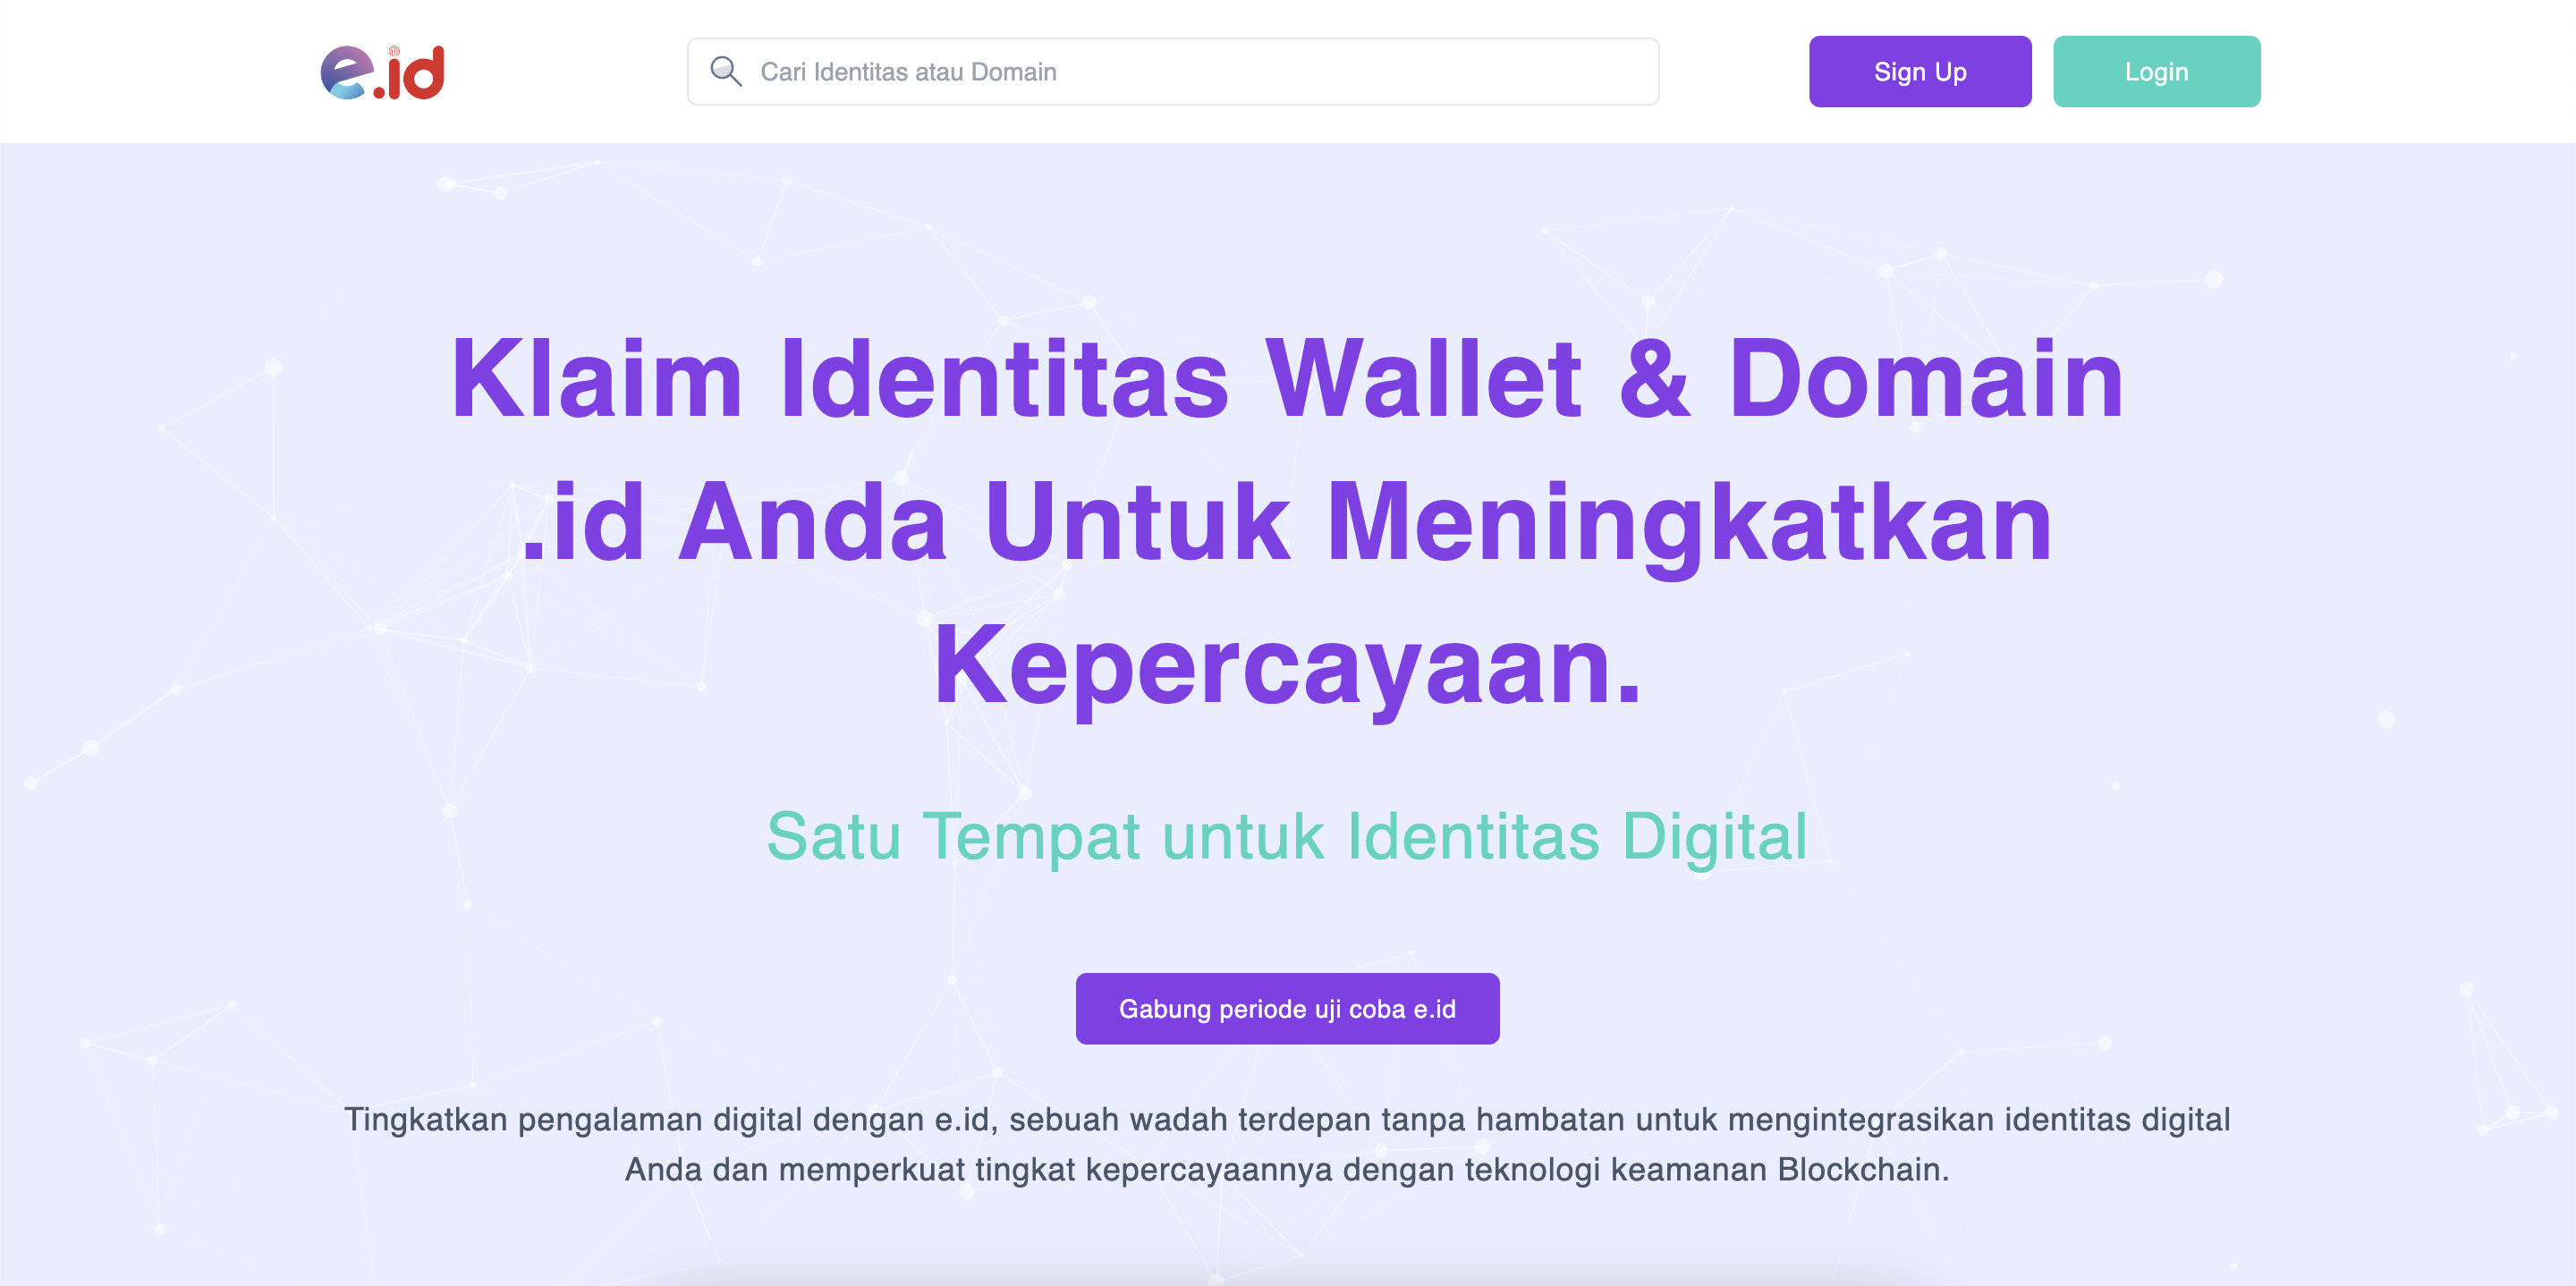 e.id
Cari Identitas atau Domain
Sign Up
Login
Klaim Identitas Wallet & Domain
.id Anda Untuk Meningkatkan
Kepercayaan.
Satu Tempat untuk Identitas Digital
Gabung periode uji coba e.id
Tingkatkan pengalaman digital dengan e.id, sebuah wadah terdepan tanpa hambatan untuk mengintegrasikan identitas digital
Anda dan memperkuat tingkat kepercayaannya dengan teknologi keamanan Blockchain.